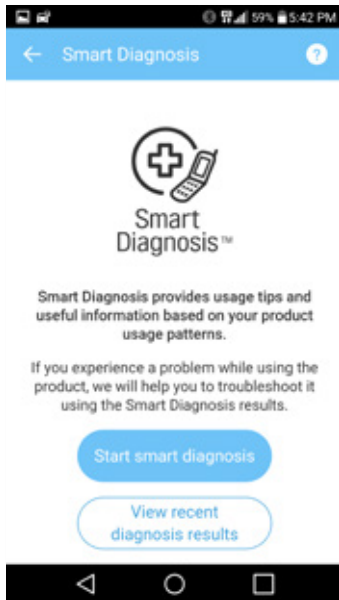 59% 5:42 PM
Smart Diagnosis ?
Smart
Diagnosis™
Smart Diagnosis provides usage tips and
useful information based on your product
usage patterns.
If you experience a problem while using the
product, we will help you to troubleshoot it
using the Smart Diagnosis results.
Start smart diagnosis
View recent
diagnosis results